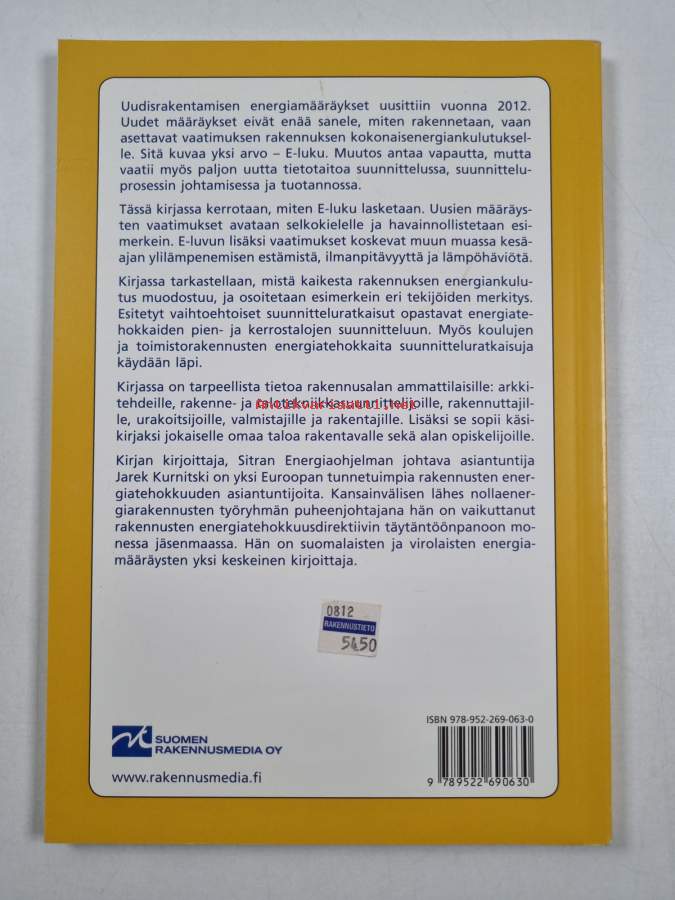 Uudisrakentamisen energiamääräykset uusittiin vuonna 2012.
Uudet määräykset eivät enää sanele, miten rakennetaan, vaan
asettavat vaatimuksen rakennuksen kokonaisenergiankulutuksel-
le. Sitä kuvaa yksi arvo – E-luku. Muutos antaa vapautta, mutta
vaatii myös paljon uutta tietotaitoa suunnittelussa, suunnittelu-
prosessin johtamisessa ja tuotannossa.
Tässä kirjassa kerrotaan, miten E-luku lasketaan. Uusien määräys-
ten vaatimukset avataan selkokielelle ja havainnollistetaan esi-
merkein. E-luvun lisäksi vaatimukset koskevat muun muassa kesä-
ajan ylilämpenemisen estämistä, ilmanpitävyyttä ja lämpöhäviötä.
Kirjassa tarkastellaan, mistä kaikesta rakennuksen energiankulu-
tus muodostuu, ja osoitetaan esimerkein eri tekijöiden merkitys.
Esitetyt vaihtoehtoiset suunnitteluratkaisut opastavat energiate-
hokkaiden pien- ja kerrostalojen suunnitteluun. Myös koulujen
ja toimistorakennusten energiatehokkaita suunnitteluratkaisuja
käydään läpi.
Kirjassa on tarpeellista tietoa rakennusalan ammattilaisille: arkki-
tehdeille, rakenne- ja talotekniikkasuunnittelijoille, rakennuttajil-
le, urakoitsijoille, valmistajille ja rakentajille. Lisäksi se sopii käsi-
kirjaksi jokaiselle omaa taloa rakentavalle sekä alan opiskelijoille.
Kirjan kirjoittaja, Sitran Energiaohjelman johtava asiantuntija
Jarek Kurnitski on yksi Euroopan tunnetuimpia rakennusten ener-
giatehokkuuden asiantuntijoita. Kansainvälisen lähes nollaener-
giarakennusten työryhmän puheenjohtajana hän on vaikuttanut
rakennusten energiatehokkuusdirektiivin täytäntöönpanoon mo-
nessa jäsenmaassa. Hän on suomalaisten ja virolaisten energia-
määräysten yksi keskeinen kirjoittaja.
Antikvariaatti.net
0812
RAKENNUSTIETO
5450
SUOMEN
RAKENNUSMEDIA OY
www.rakennusmedia.fi
ISBN 978-952-269-063-0
9 789522 690630